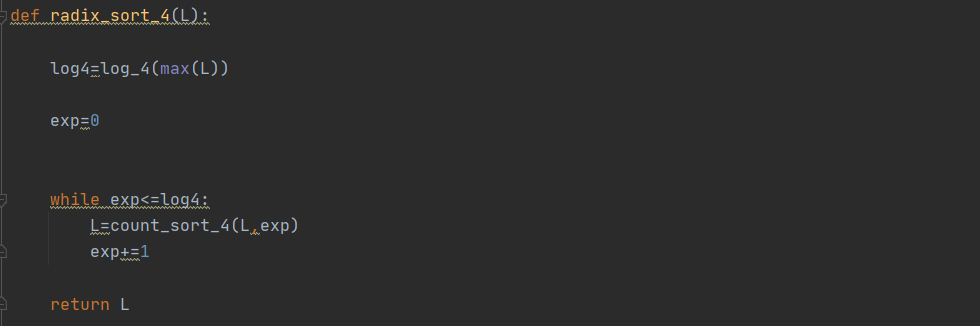 def radix_sort_4(L):
log4=log_4(max(L))
exp=0
while exp<=log4:
L=count_sort_4(L,exp)
exp+=1
return L